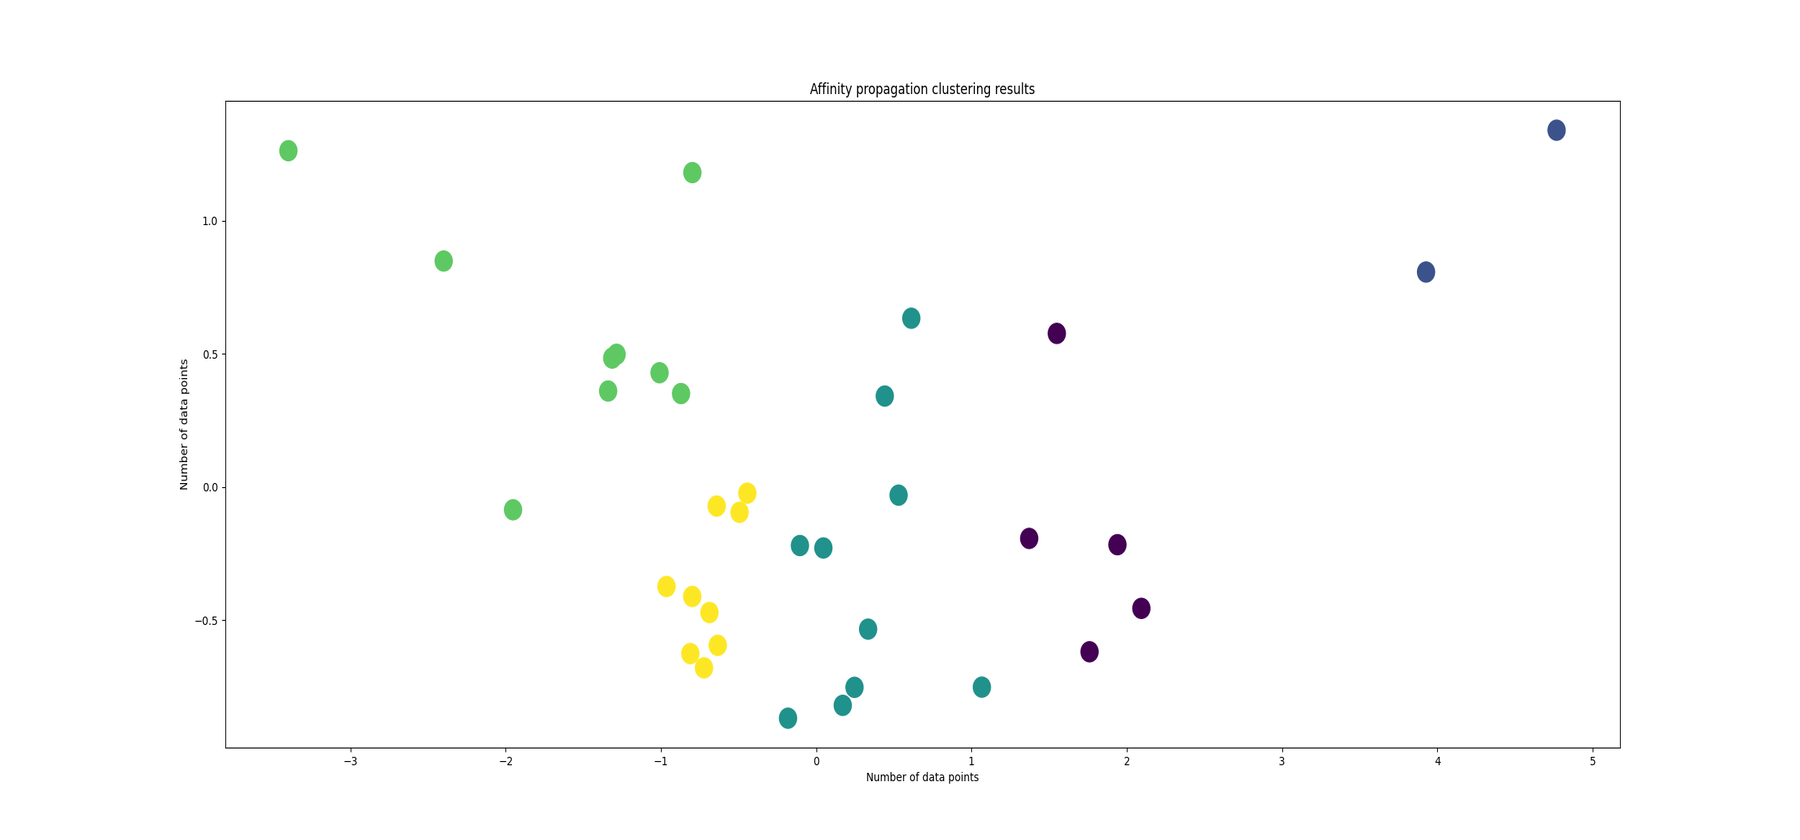 Affinity propagation clustering results
1.0
0.5
0.0
−0.5
Number of data points
−3 −2 −1 0 1 2 3 4 5
Number of data points